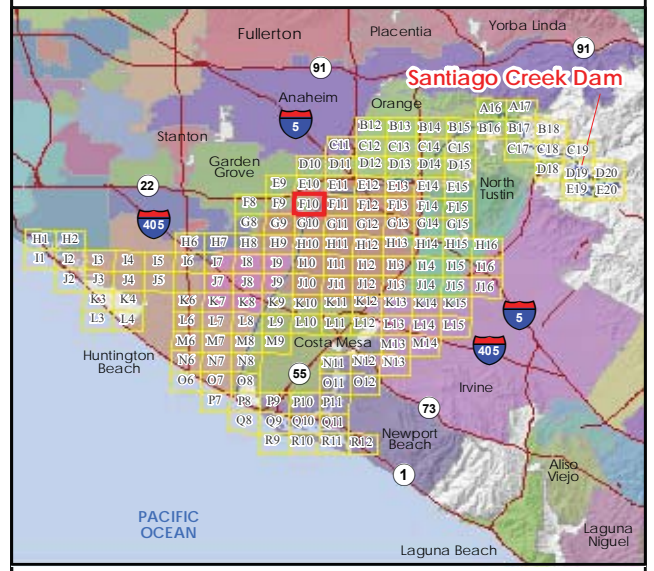 Fullerton
Placentia
Yorba Linda
91
91
Santiago Creek Dam
Anaheim
Orange
A16 A17
5
B12 B13 B14 B15 B16 B17 B18
Stanton
C11 C12 C13 C14 C15 C17 C18 C19
Garden
Grove
D10 D11 D12 D13 D14 D15 D18 D19 D20
22
E9 E10 E11 E12 E13 E14 E15 E19 E20
North
Tustin
F8 F9 F10 F11 F12 F13 F14 F15
405
G8 G9 G10 G11 G12 G13 G14 G15
H1 H2 H6 H7 H8 H9 H10 H11 H12 H13 H14 H15 H16
I1 I2 I3 I4 I5 I6 I7 I8 I9 I10 I11 I12 I13 I14 I15 I16
J2 J3 J4 J5 J7 J8 J9 J10 J11 J12 J13 J14 J15 J16
K3 K4 K6 K7 K8 K9 K10 K11 K12 K13 K14 K15
5
L3 L4 L6 L7 L8 L9 L10 L11 L12 L13 L14 L15
M6 M7 M8 M9 Costa Mesa M13 M14
405
Huntington
Beach
N6 N7 N8 N11 N12 N13
55
O6 O7 O8 O11 O12
Irvine
P7 P8 P9 P10 P11
73
Q8 Q9 Q10 Q11
Newport
Beach
R9 R10 R11 R12
1
Aliso
Viejo
PACIFIC
OCEAN
Laguna
Niguel
Laguna Beach